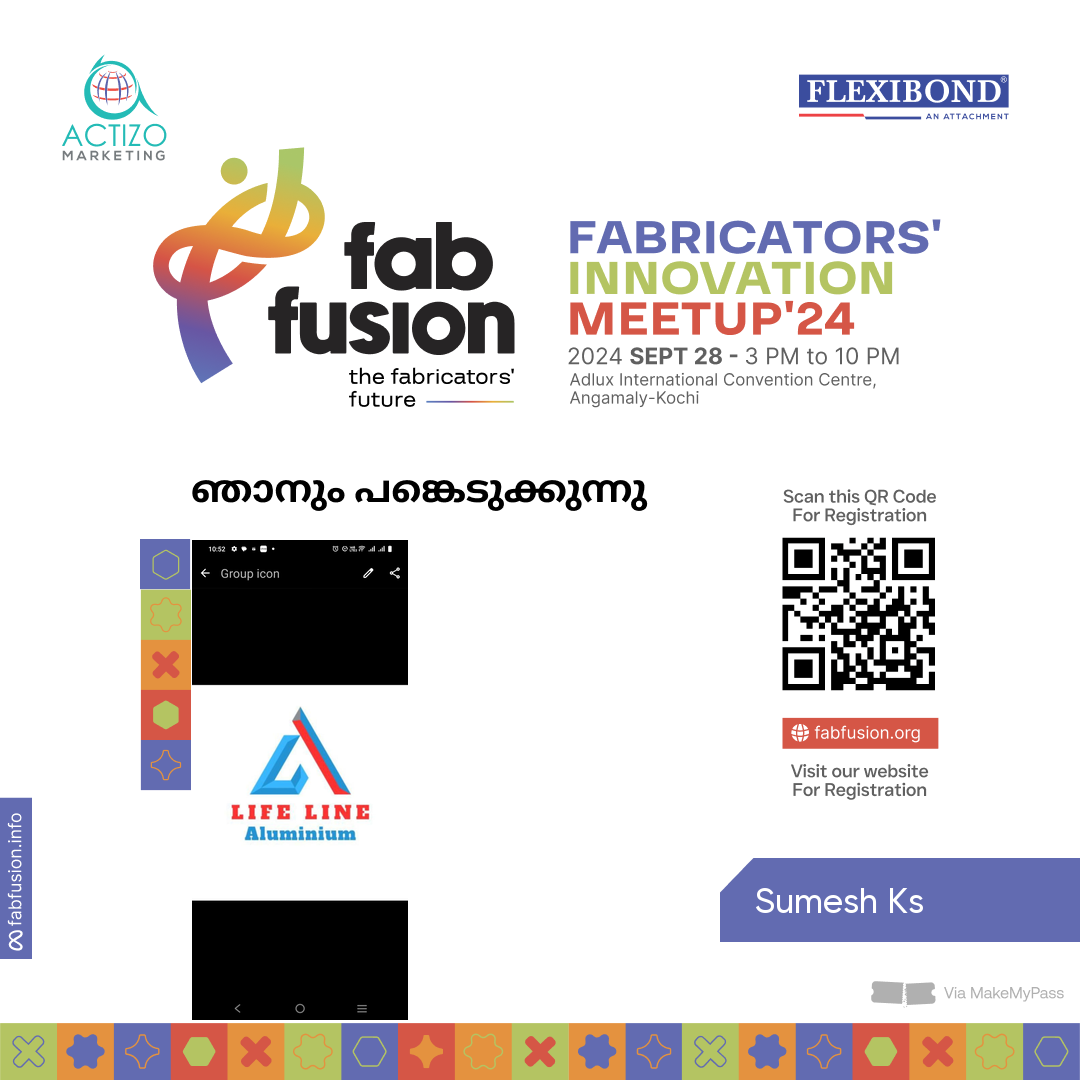 ACTIZO
MARKETING
FLEXIBOND®
AN ATTACHMENT
fab
fusion
the fabricators'
future
FABRICATORS'
INNOVATION
MEETUP'24
2024 SEPT 28 - 3 PM to 10 PM
Adlux International Convention Centre,
Angamaly-Kochi
ഞാനും പങ്കെടുക്കുന്നു
10:52
Group icon
LIFE LINE
Aluminium
Scan this QR Code
For Registration
fabfusion.org
Visit our website
For Registration
fabfusion.info
Sumesh Ks
Via MakeMyPass